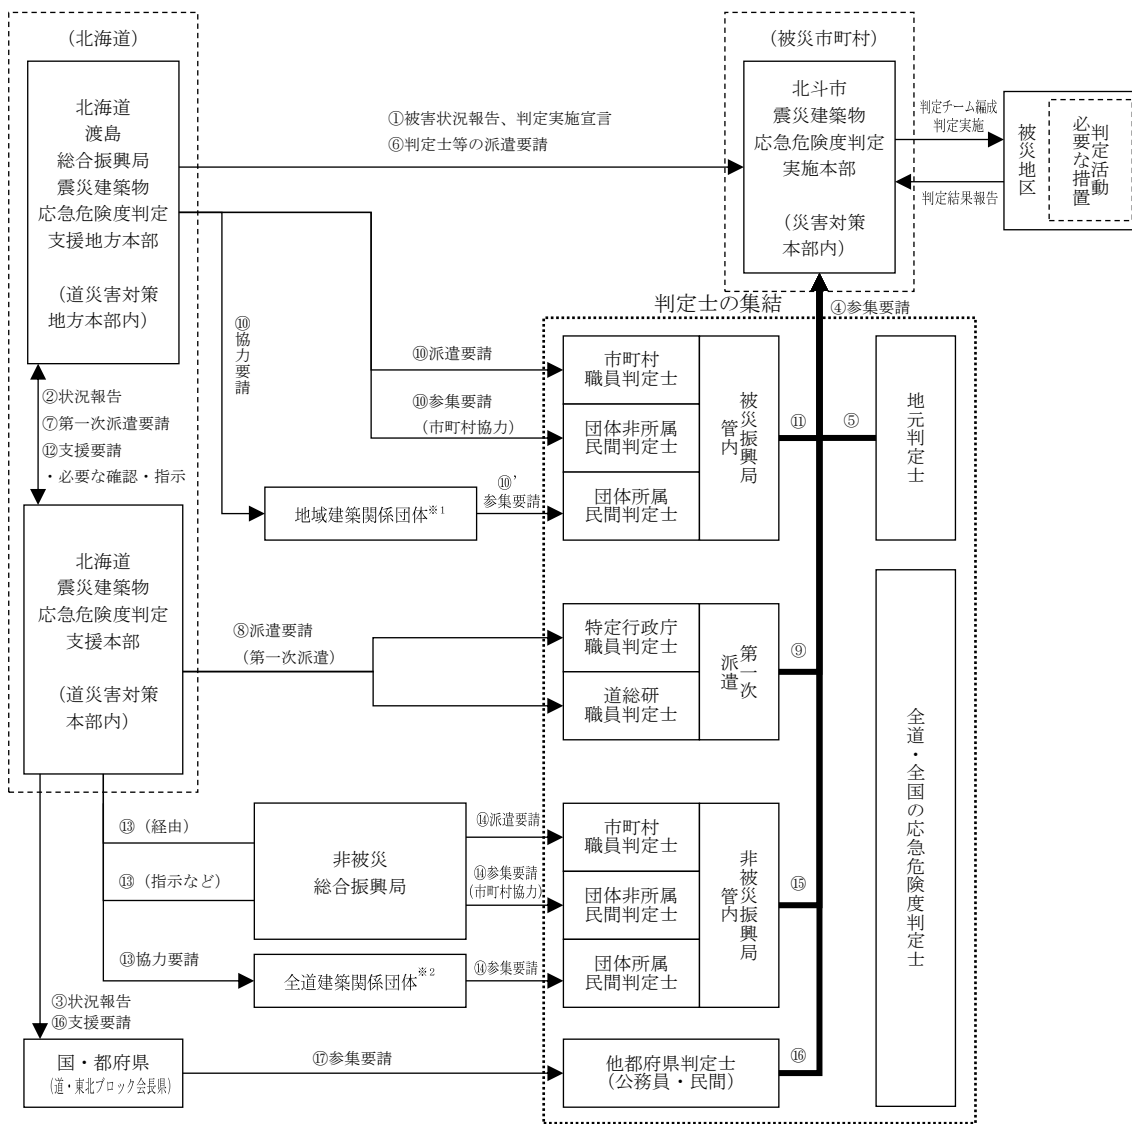 （北海道）
北海道
渡島
総合振興局
震災建築物
応急危険度判定
支援地方本部
（道災害対策
地方本部内）
①被害状況報告、判定実施宣言
⑥判定士等の派遣要請
（被災市町村）
北斗市
震災建築物
応急危険度判定
実施本部
（災害対策
本部内）
判定チーム編成
判定実施
判定結果報告
被災地区
判定活動
必要な措置
判定士の集結
④参集要請
⑩協力要請
⑩派遣要請
⑩参集要請
（市町村協力）
②状況報告
⑦第一次派遣要請
⑫支援要請
・必要な確認・指示
地域建築関係団体※1
⑩’
参集要請
市町村
職員判定士
団体非所属
民間判定士
団体所属
民間判定士
被災振興局
管内
⑪
⑤
地元判定士
北海道
震災建築物
応急危険度判定
支援本部
（道災害対策
本部内）
⑧派遣要請
（第一次派遣）
特定行政庁
職員判定士
道総研
職員判定士
第一次
派遣
⑨
全道・全国の応急危険度判定士
⑬（経由）
⑬（指示など）
非被災
総合振興局
⑭派遣要請
⑭参集要請
（市町村協力）
市町村
職員判定士
団体非所属
民間判定士
団体所属
民間判定士
非被災振興局
管内
⑮
⑬協力要請
全道建築関係団体※2
⑭参集要請
③状況報告
⑯支援要請
国・都府県
（道・東北ブロック会長県）
⑰参集要請
他都府県判定士
（公務員・民間）
⑯